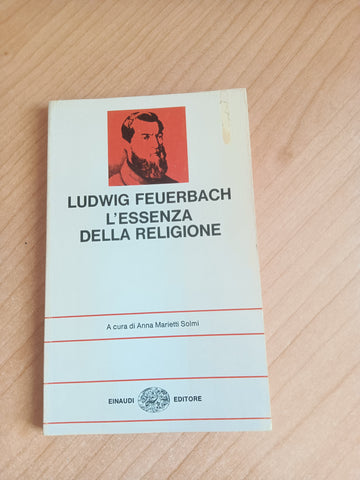 LUDWIG FEUERBACH
L'ESSENZA
DELLA RELIGIONE
A cura di Anna Marietti Solmi
EINAUDI EDITORE